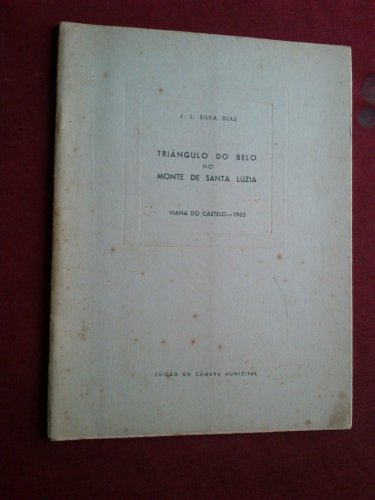 J. L. SILVA DIAS
TRIÂNGULO DO BELO
NO
MONTE DE SANTA LUZIA
VIANA DO CASTELO—1963
EDIÇÃO DA CÂMARA MUNICIPAL